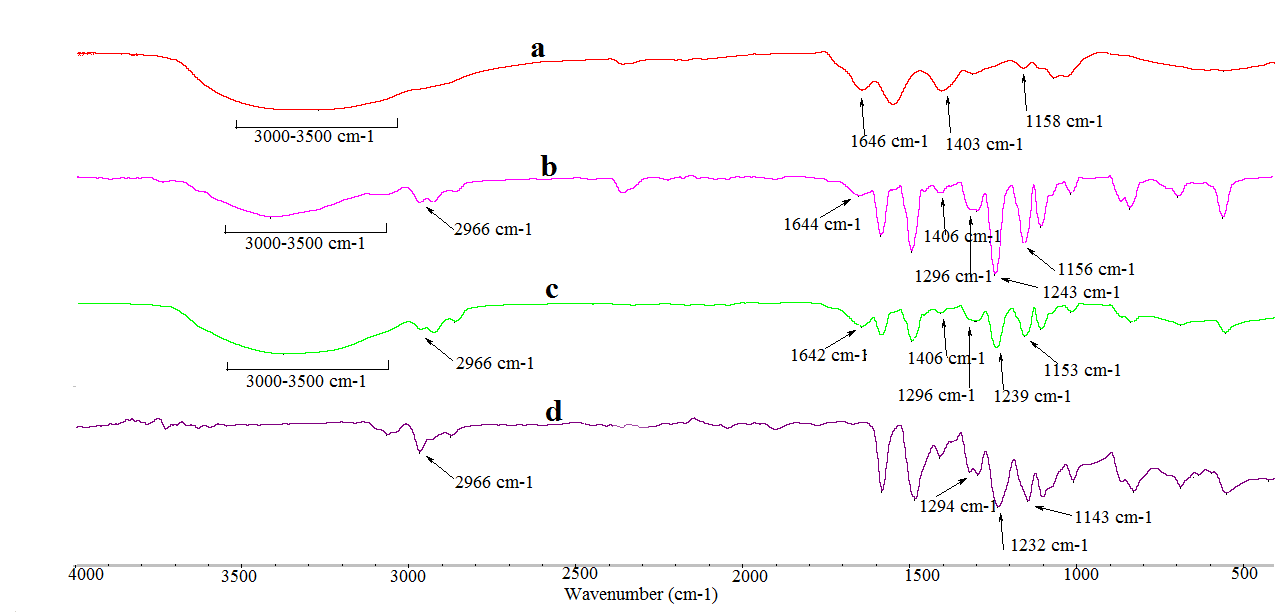 a
3000-3500 cm-1
1646 cm-1
1403 cm-1
1158 cm-1
b
3000-3500 cm-1
2966 cm-1
1644 cm-1
1406 cm-1
1296 cm-1
1156 cm-1
1243 cm-1
c
3000-3500 cm-1
2966 cm-1
1642 cm-1
1406 cm-1
1296 cm-1
1239 cm-1
1153 cm-1
d
2966 cm-1
1294 cm-1
1232 cm-1
1143 cm-1
4000 3500 3000 2500 2000 1500 1000 500
Wavenumber (cm-1)